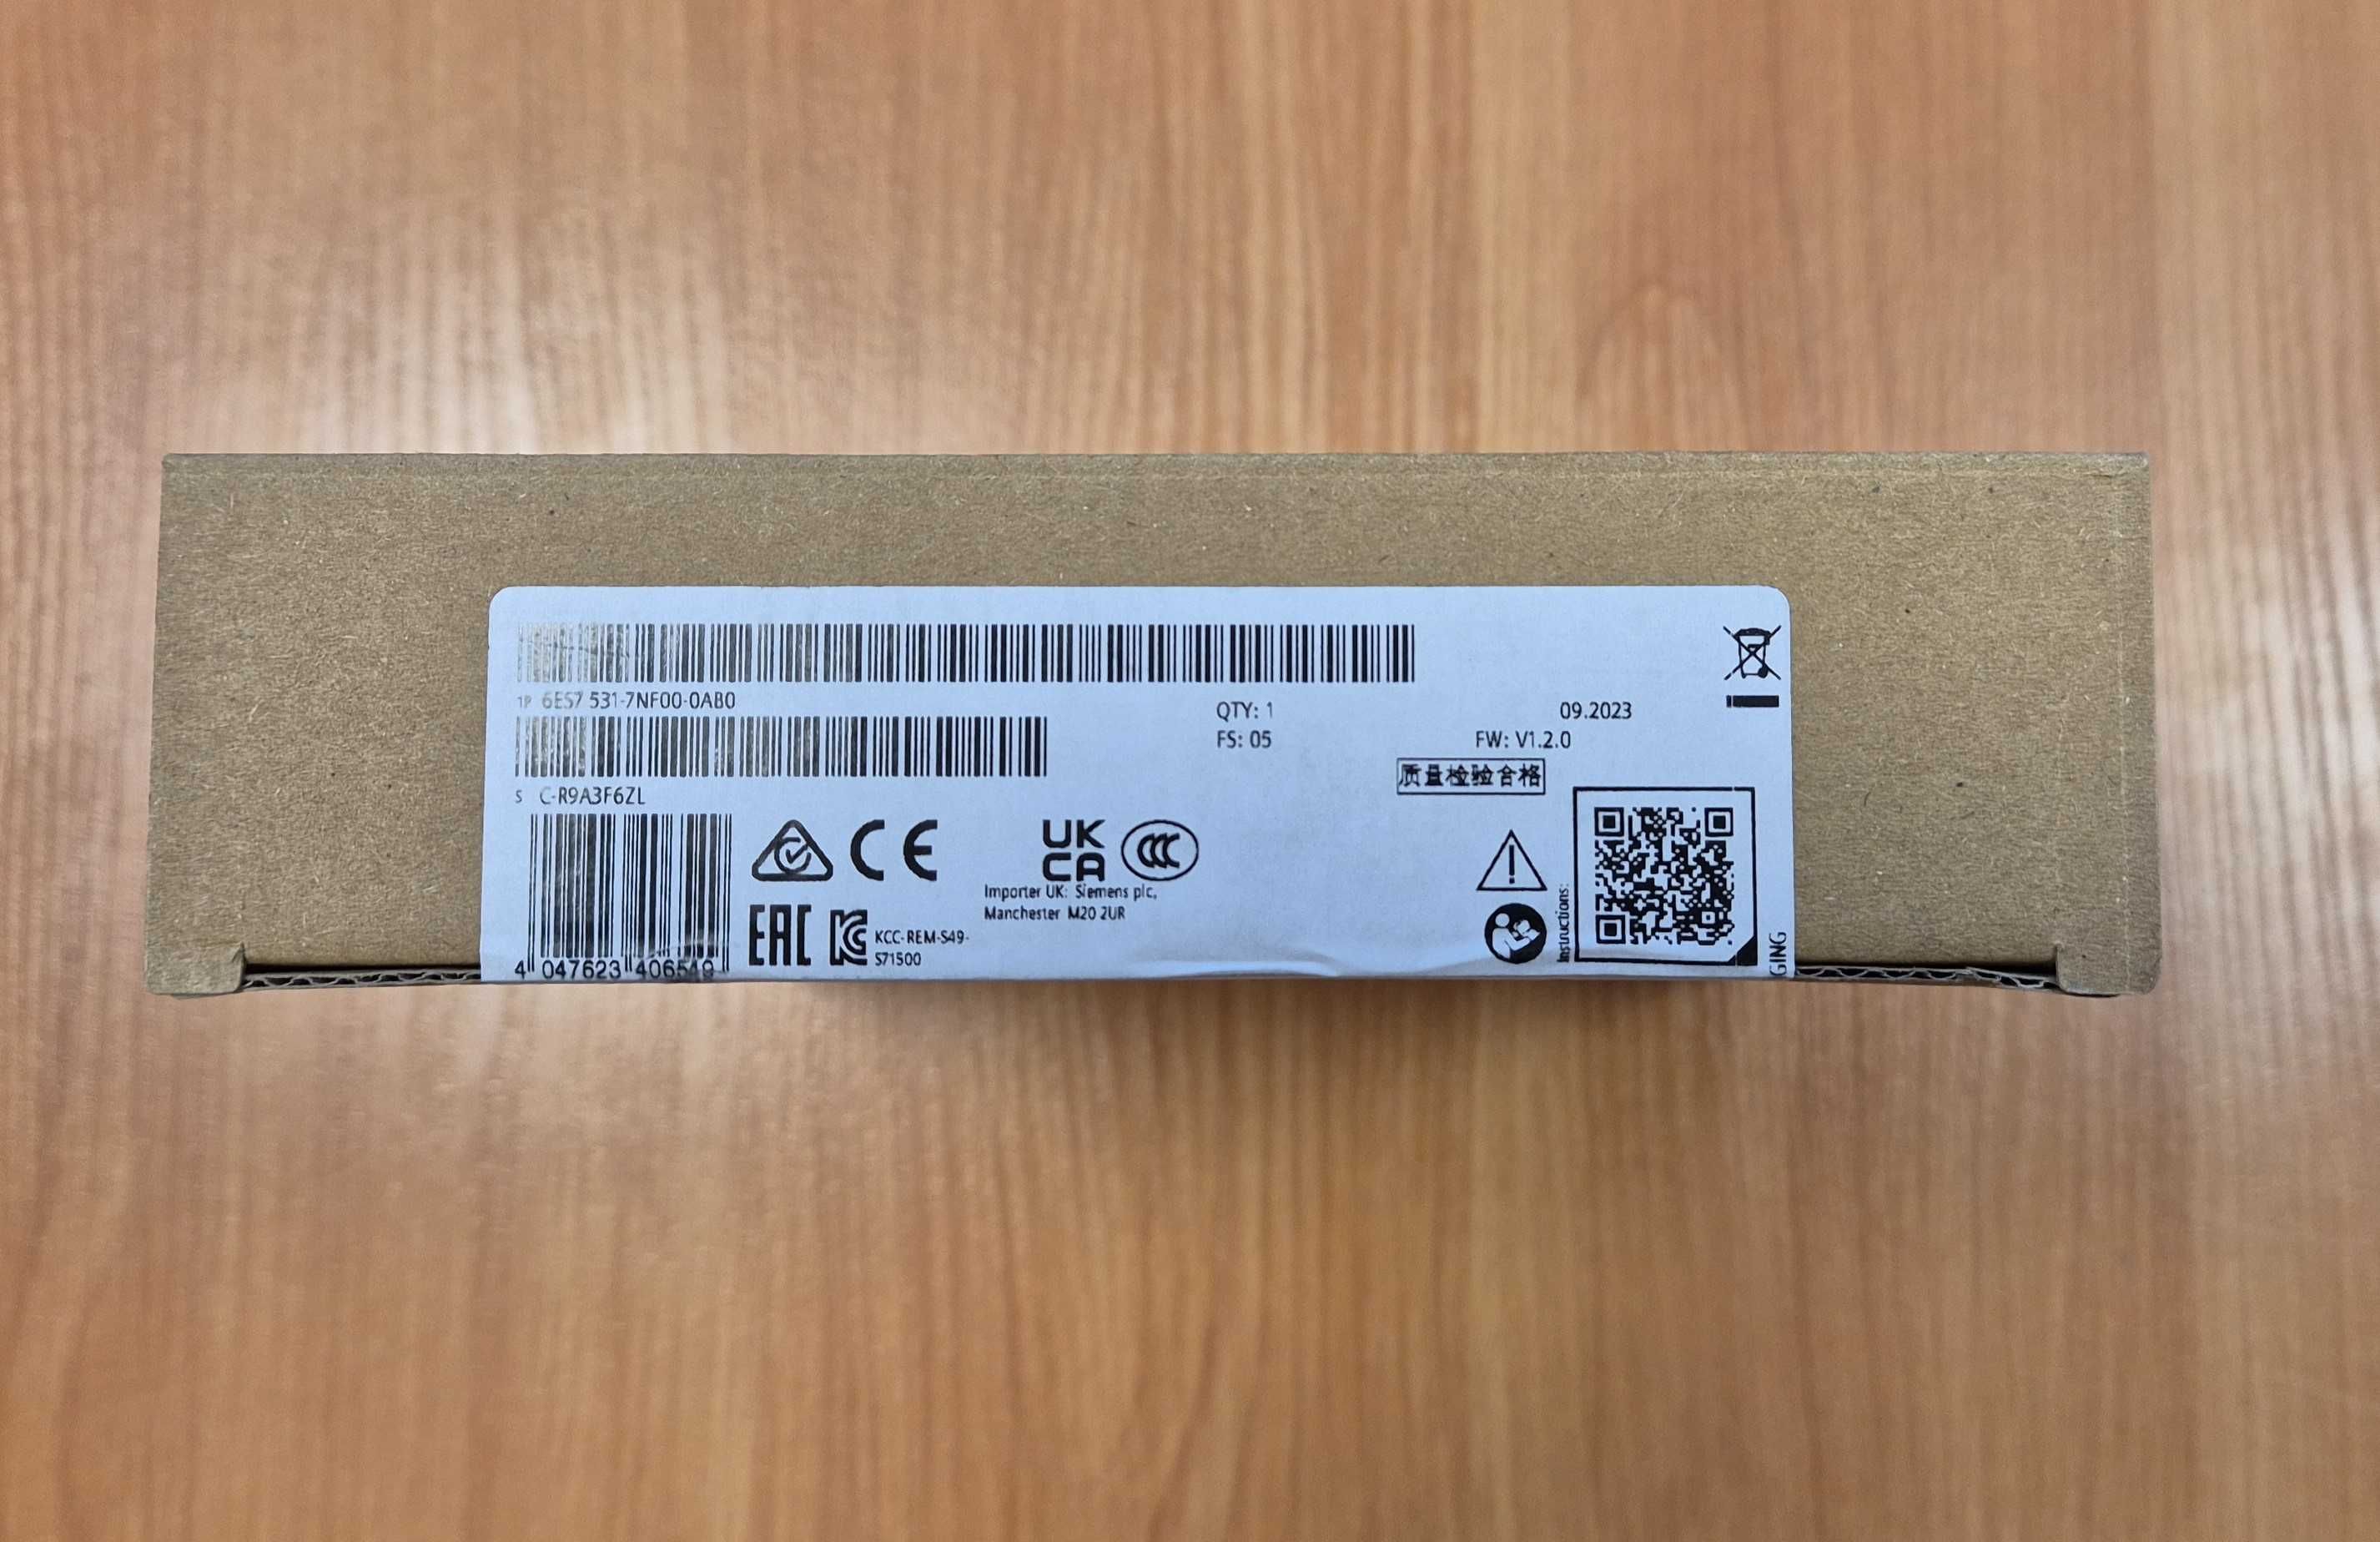 1P 6ES7 531-7NF00-0AB0
QTY: 1
09.2023
FS: 05
FW: V1.2.0
质量检验合格
S C-R9A3F6ZL
CE
UK
CA
CCC
Importer UK: Siemens plc,
Manchester M20 2UR
EAC
KC
KCC-REM-S49-
S71500
4 047623 406549
Instructions:
GING